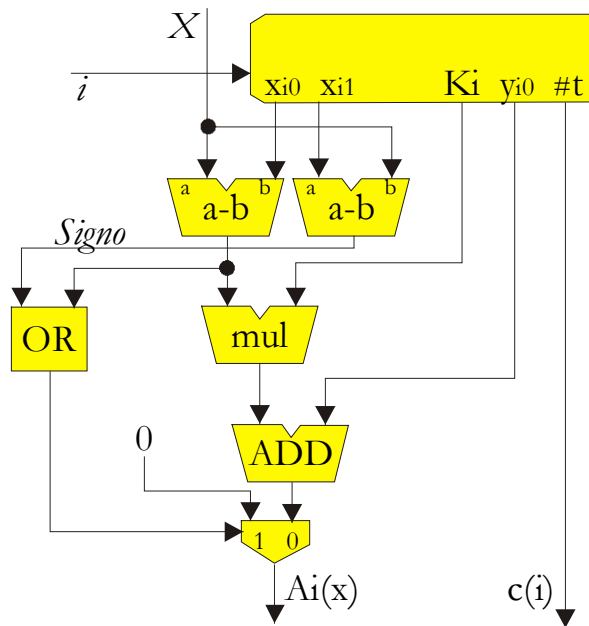 X
i
xi0 xi1 Ki yi0 #t
a b a b
a-b a-b
Signo
OR mul
0 ADD
1 0
Ai(x) c(i)